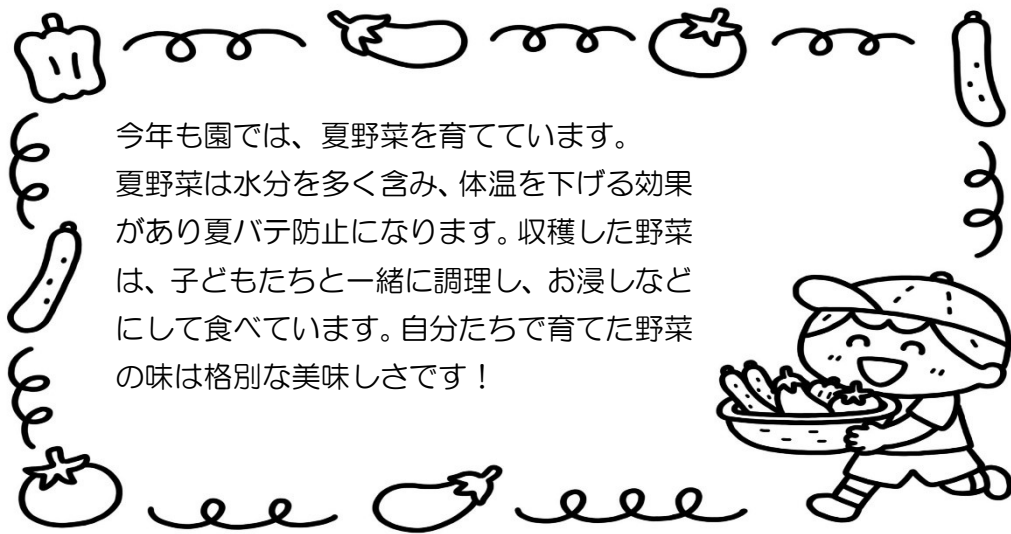 今年も園では、夏野菜を育てています。
夏野菜は水分を多く含み、体温を下げる効果
があり夏バテ防止になります。収穫した野菜
は、子どもたちと一緒に調理し、お浸しなど
にして食べています。自分たちで育てた野菜
の味は格別な美味しさです！